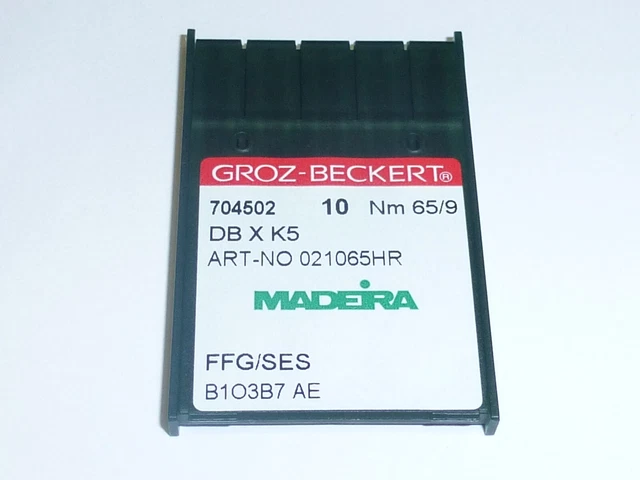 GROZ-BECKERT®
704502 10 Nm 65/9
DB X K5
ART-NO 021065HR
MADEIRA
FFG/SES
B1O3B7 AE